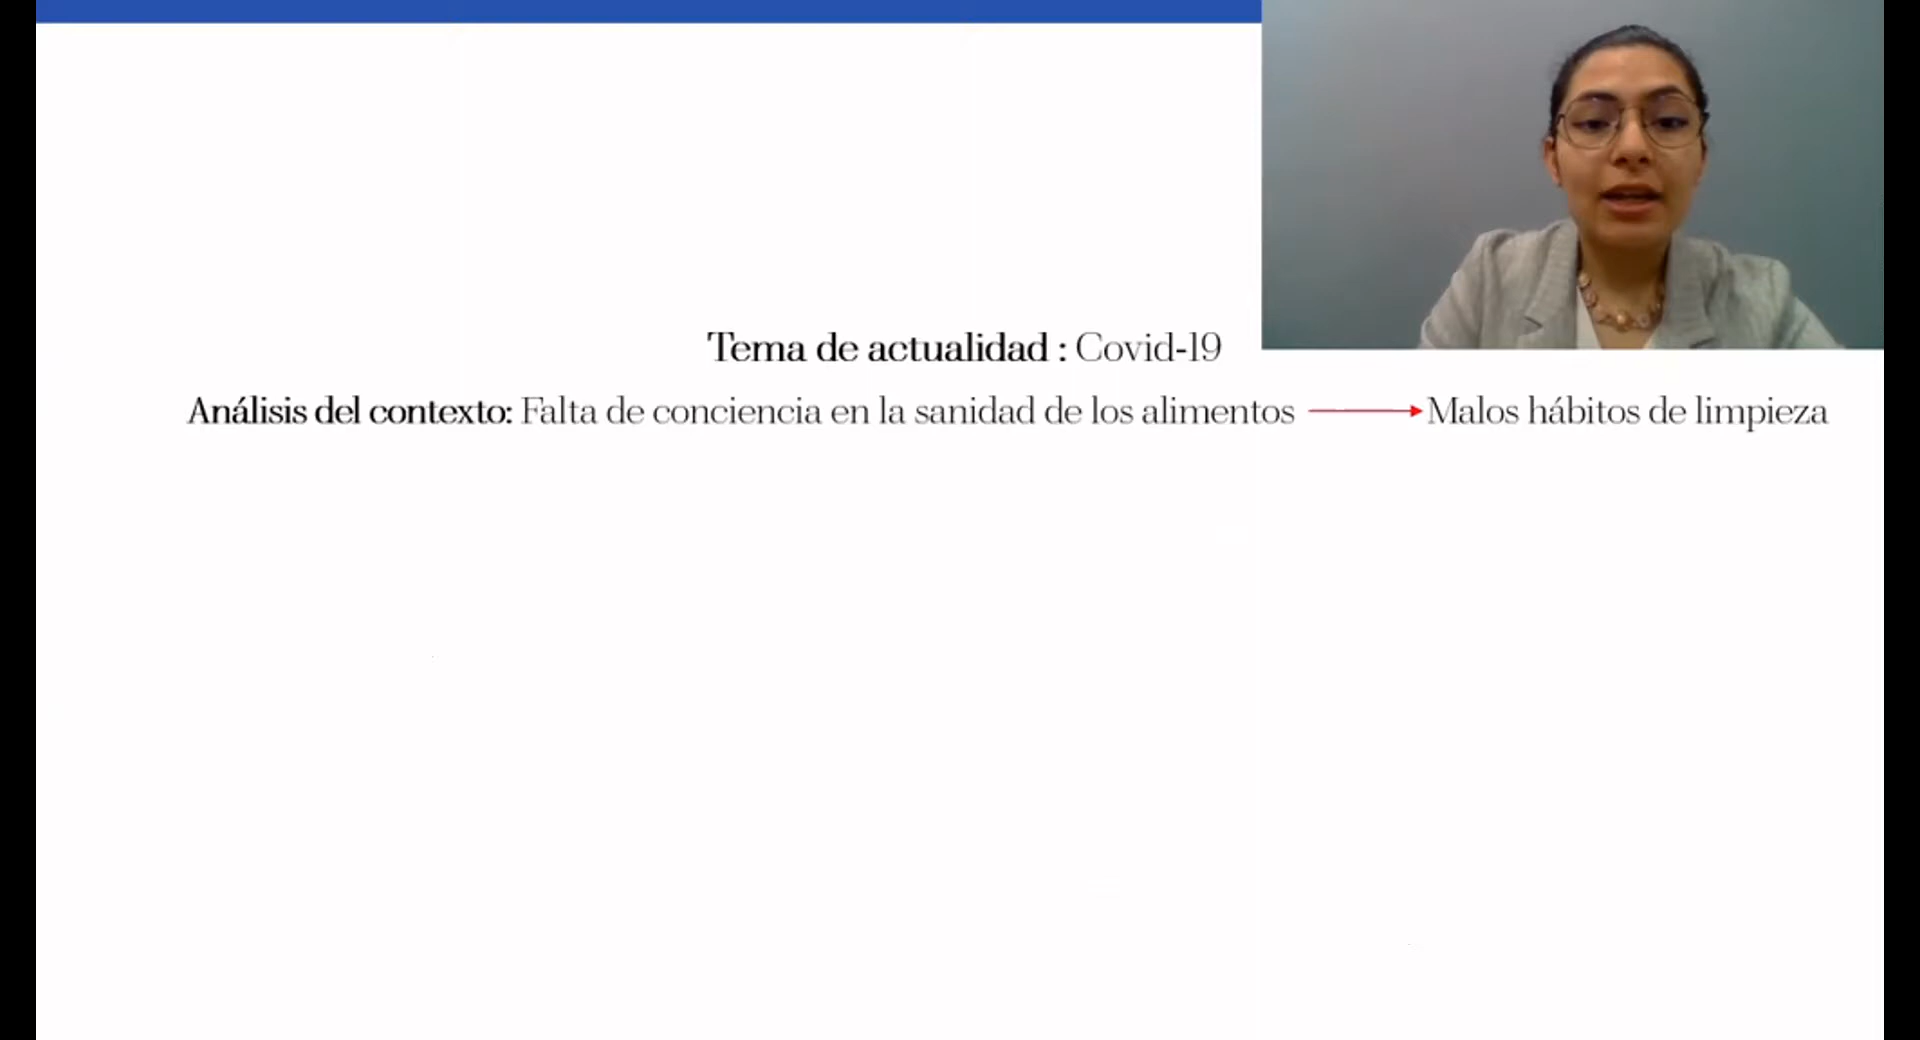 Tema de actualidad : Covid-19
Análisis del contexto: Falta de conciencia en la sanidad de los alimentos Malos hábitos de limpieza